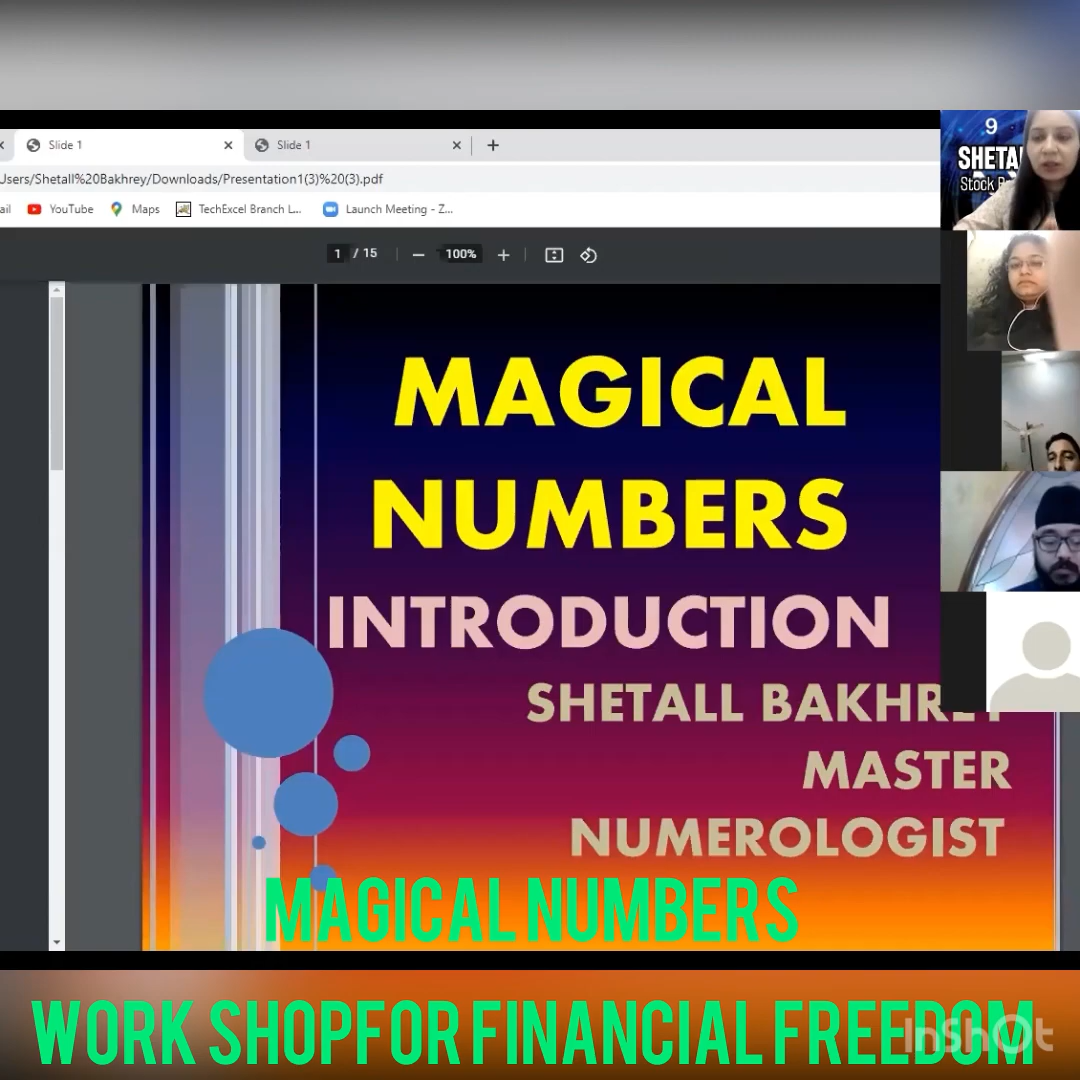 Slide 1
Slide 1
Users/Shetall%20Bakhrey/Downloads/Presentation1(3)%20(3).pdf
ail YouTube Maps TechExcel Branch L... Launch Meeting - Z...
1 / 15 100%
9
SHETA
Stock
MAGICAL
NUMBERS
INTRODUCTION
SHETALL BAKHREY
MASTER
NUMEROLOGIST
MAGICAL NUMBERS
WORK SHOPFOR FINANCIAL FREEDOM
InShOt